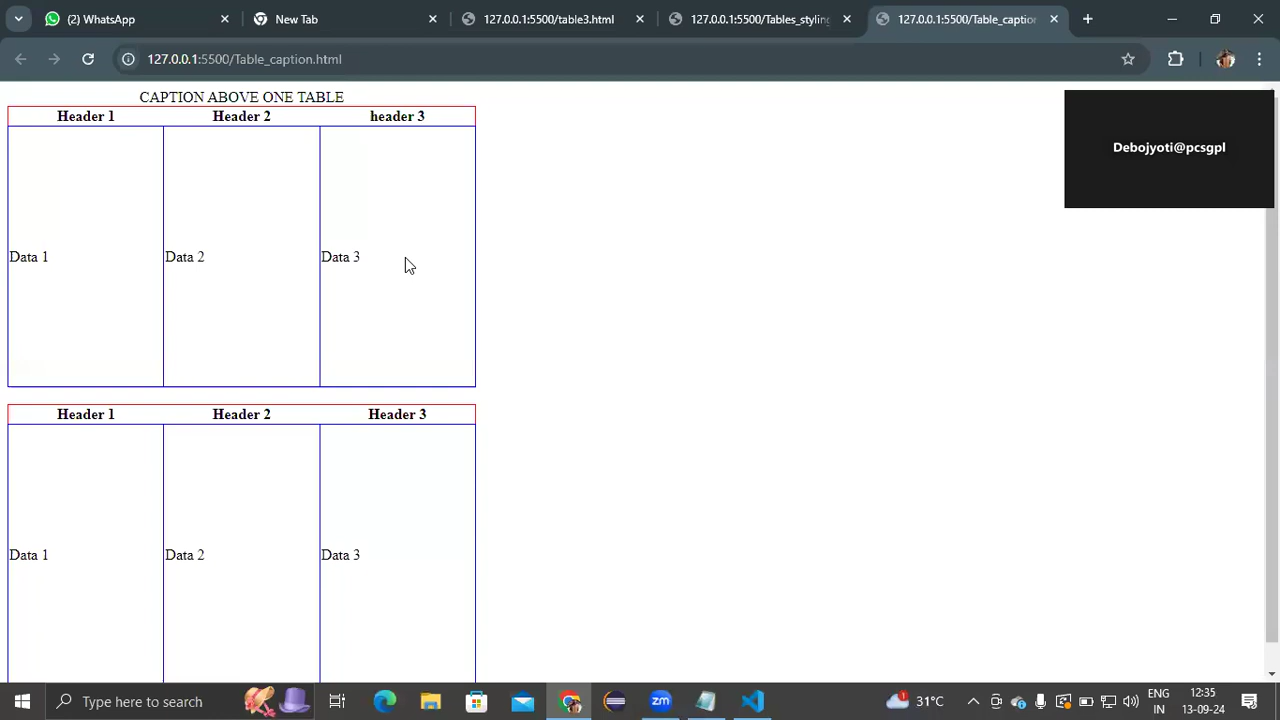 (2) WhatsApp
New Tab
127.0.0.1:5500/table3.html
127.0.0.1:5500/Tables_styling
127.0.0.1:5500/Table_caption
127.0.0.1:5500/Table_caption.html
CAPTION ABOVE ONE TABLE
Header 1 Header 2 header 3
Data 1 Data 2 Data 3
Debojyoti@pcsgpl
Header 1 Header 2 Header 3
Data 1 Data 2 Data 3
Type here to search
zm
1
31°C
ENG
IN
12:35
13-09-24